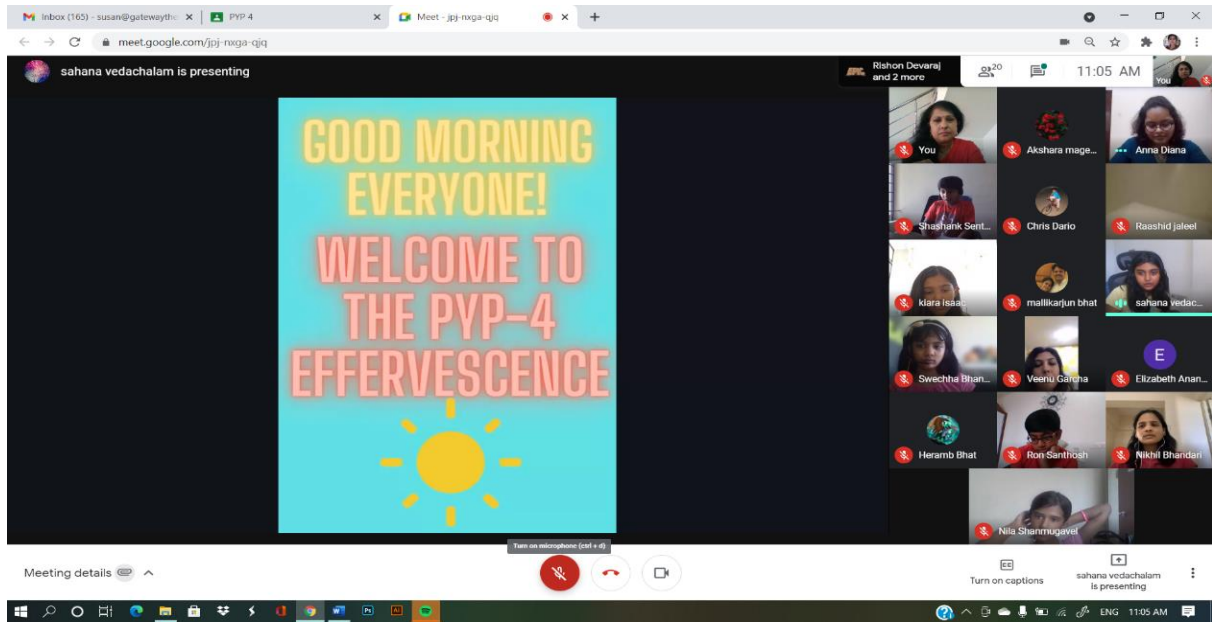 Inbox (165) - susan@gatewaythe
PYP 4
Meet - jpj-nxga-qjq
meet.google.com/jpj-nxga-qjq
sahana vedachalam is presenting
Rishon Devaraj
and 2 more
20
11:05 AM
You
GOOD MORNING
EVERYONE!
WELCOME TO
THE PYP-4
EFFERVESCENCE
You
Akshara mage...
Anna Diana
Shashank Sent...
Chris Dario
Raashid jaleel
kiara isaac
mallikarjun bhat
sahana vedac...
Swechha Bhan...
Veenu Garcha
E
Elizabeth Anan...
Heramb Bhat
Ron Santhosh
Nikhil Bhandari
Nila Shanmugavel
Turn on microphone (ctrl + d)
Meeting details
CC
Turn on captions
sahana vedachalam
is presenting
ENG
11:05 AM